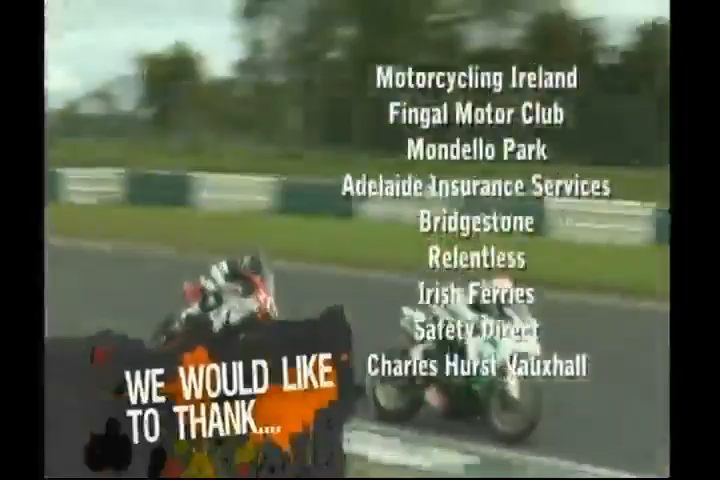 Motorcycling Ireland
Fingal Motor Club
Mondello Park
Adelaide Insurance Services
Bridgestone
Relentless
Irish Ferries
Safety Direct
Charles Hurst Vauxhall
WE WOULD LIKE
TO THANK....